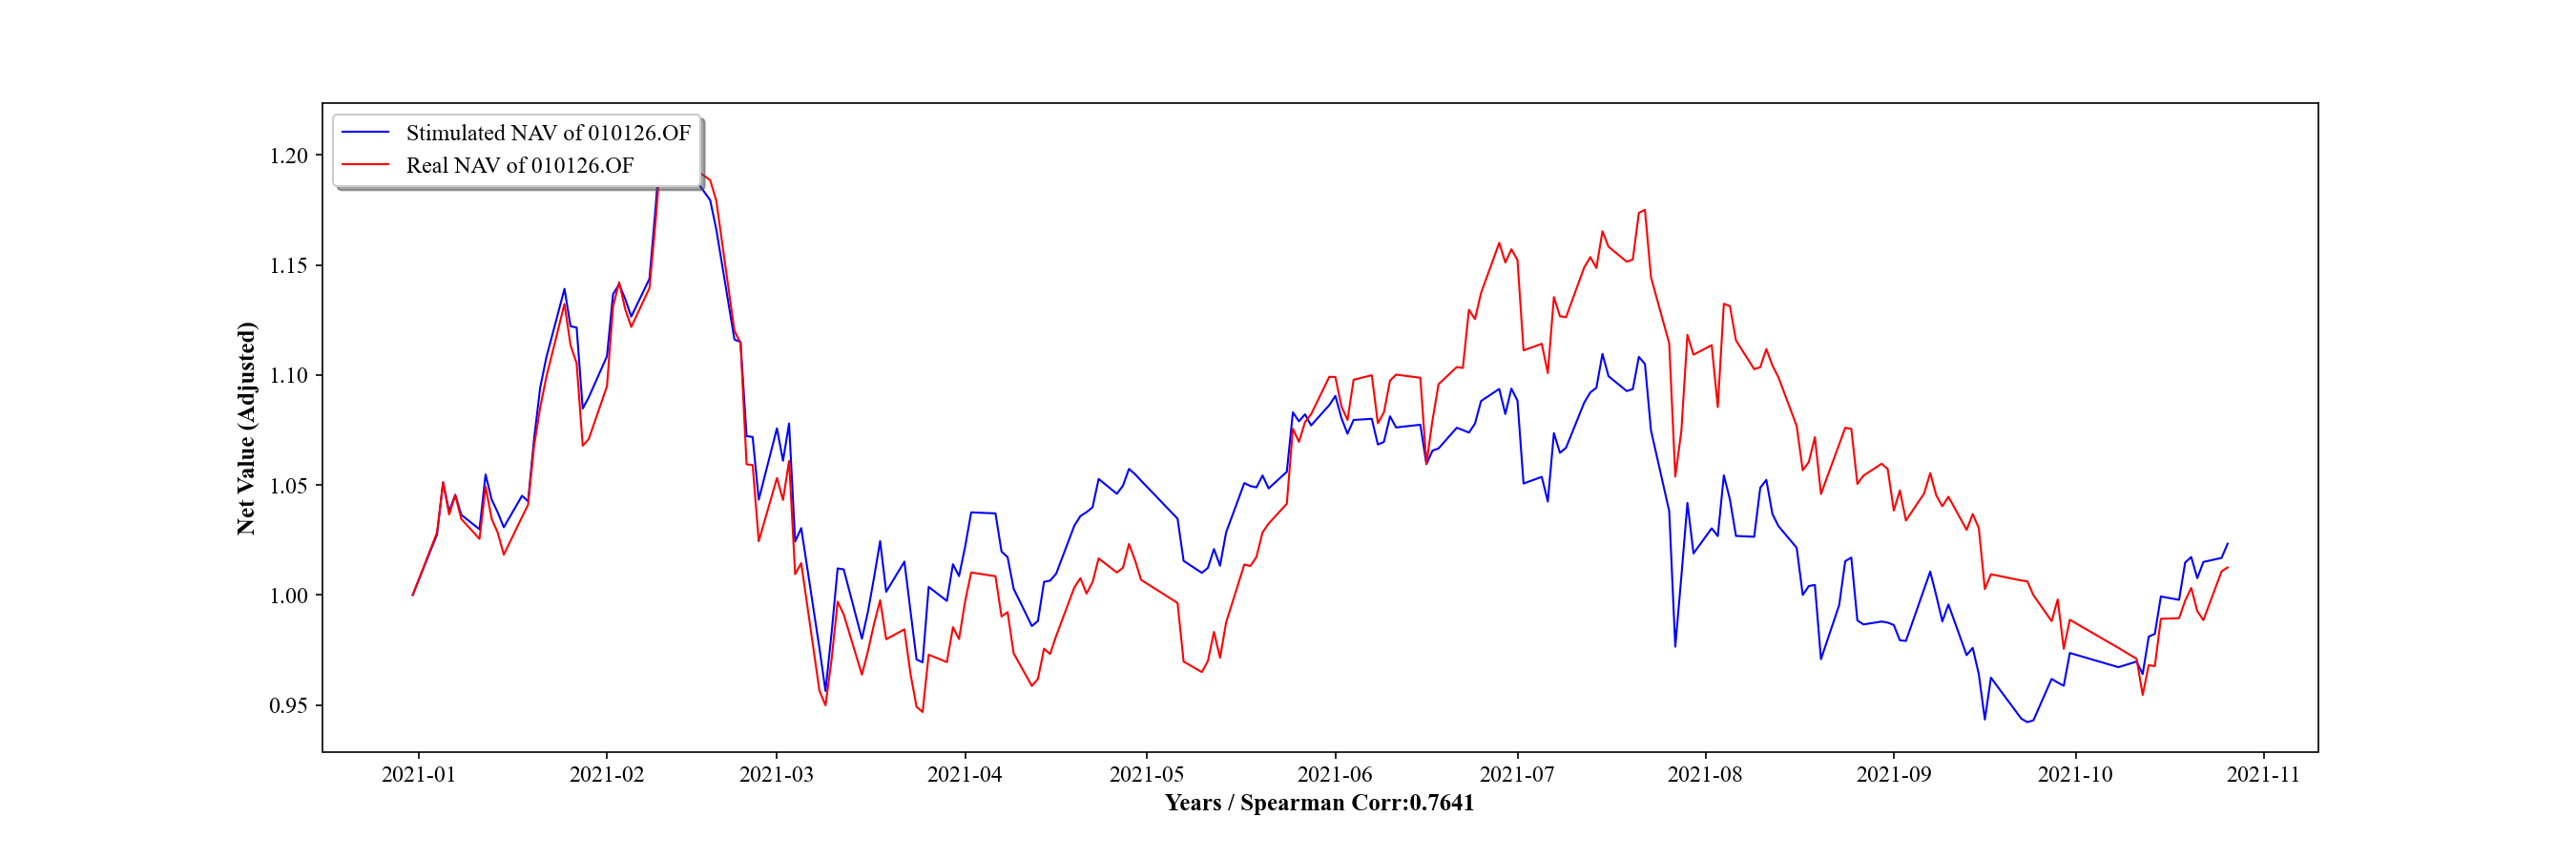 Stimulated NAV of 010126.OF
Real NAV of 010126.OF
Net Value (Adjusted)
1.20
1.15
1.10
1.05
1.00
0.95
2021-01 2021-02 2021-03 2021-04 2021-05 2021-06 2021-07 2021-08 2021-09 2021-10 2021-11
Years / Spearman Corr:0.7641